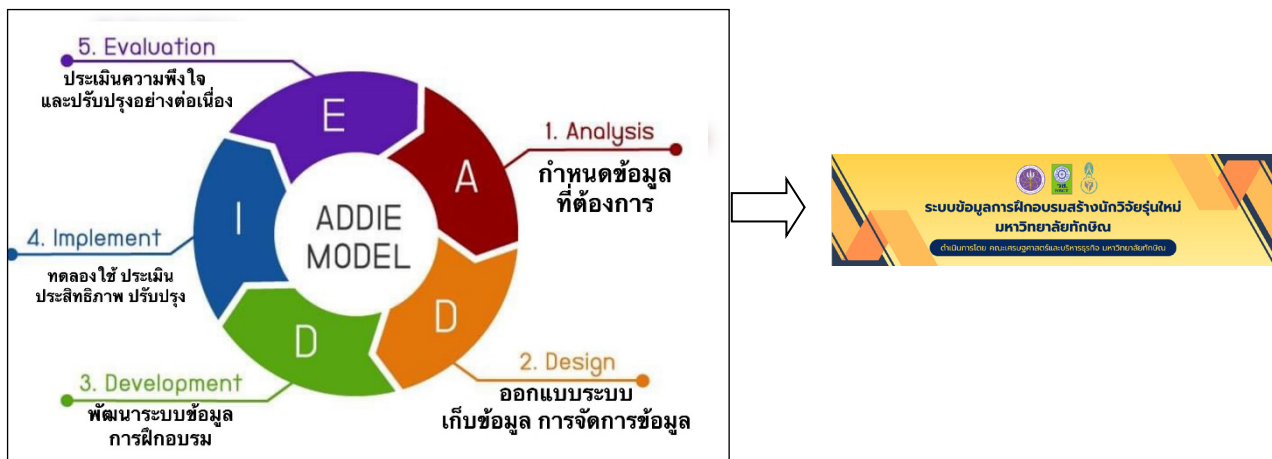 5. Evaluation
ประเมินความพึงใจ
และปรับปรุงอย่างต่อเนื่อง
E
1. Analysis
กำหนดข้อมูล
ที่ต้องการ
A
ADDIE
MODEL
I
4. Implement
ทดลองใช้ ประเมิน
ประสิทธิภาพ ปรับปรุง
D
D
2. Design
ออกแบบระบบ
เก็บข้อมูล การจัดการข้อมูล
3. Development
พัฒนาระบบข้อมูล
การฝึกอบรม
วช.
ระบบข้อมูลการฝึกอบรมสร้างนักวิจัยรุ่นใหม่
มหาวิทยาลัยทักษิณ
ดำเนินการโดย คณะเศรษฐศาสตร์และบริหารธุรกิจ มหาวิทยาลัยทักษิณ